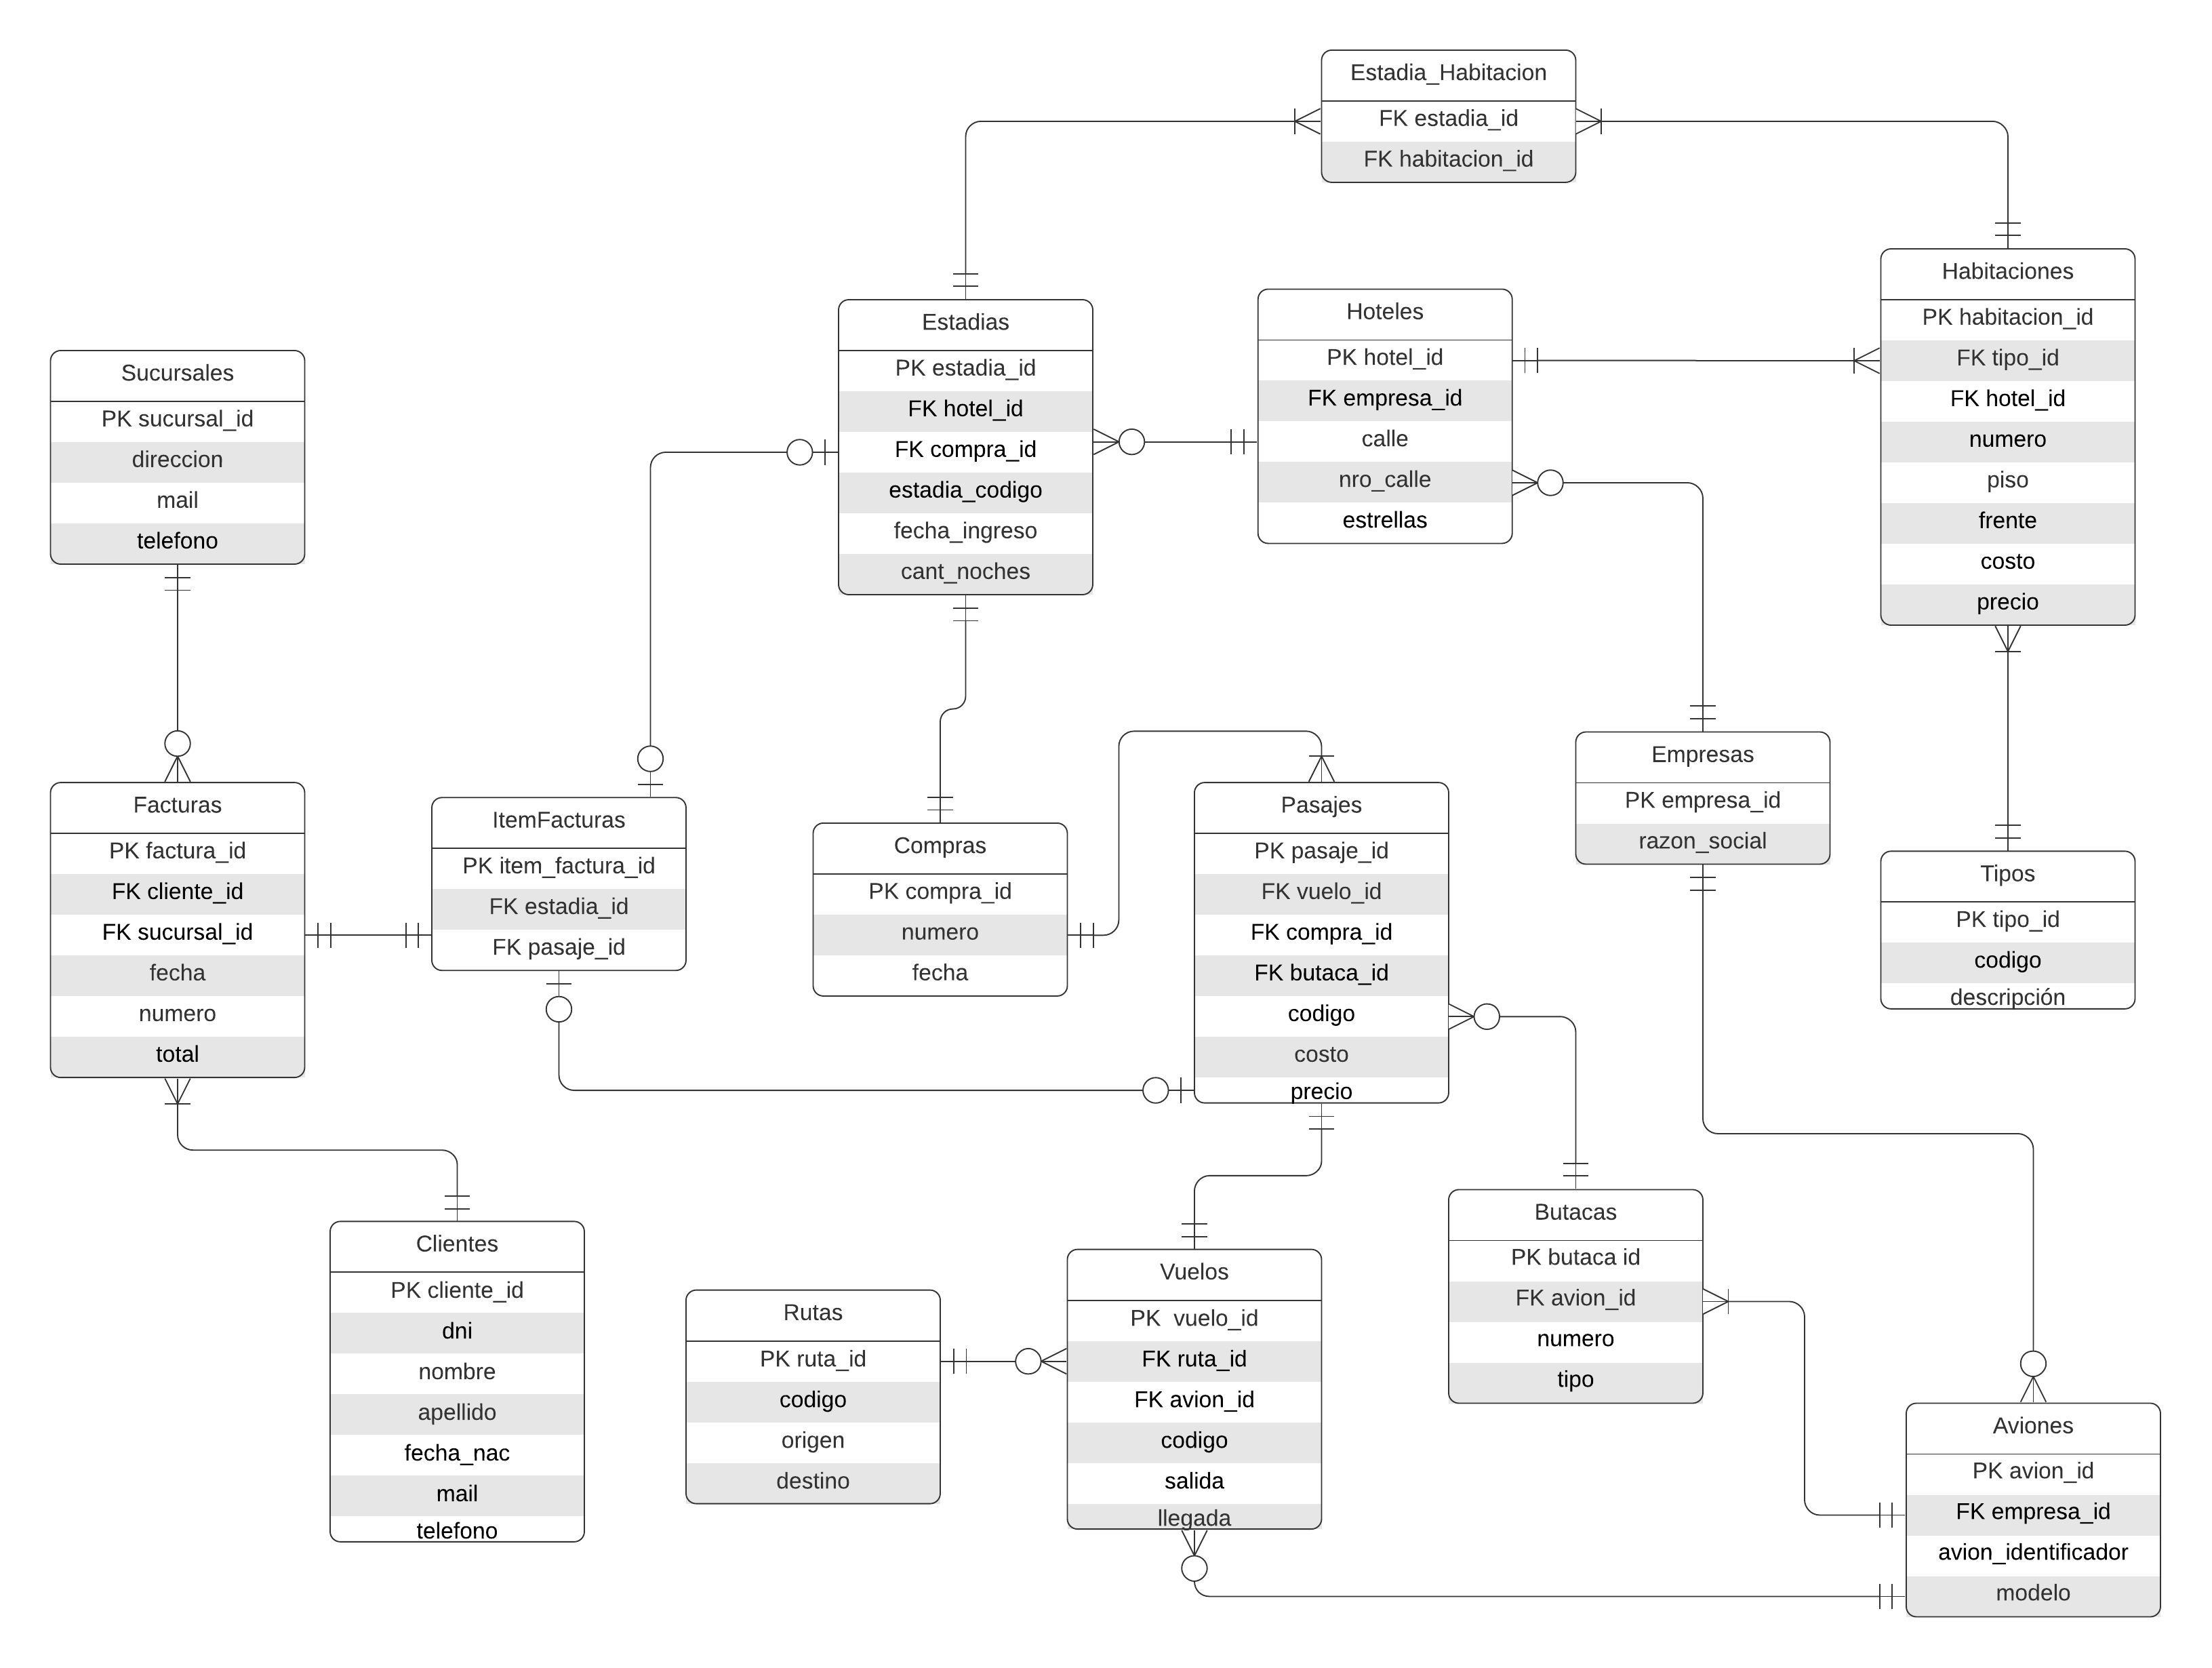 Estadia_Habitacion
FK estadia_id
FK habitacion_id
Habitaciones
PK habitacion_id
FK tipo_id
FK hotel_id
numero
piso
frente
costo
precio
Hoteles
PK hotel_id
FK empresa_id
calle
nro_calle
estrellas
Estadias
PK estadia_id
FK hotel_id
FK compra_id
estadia_codigo
fecha_ingreso
cant_noches
Sucursales
PK sucursal_id
direccion
mail
telefono
Facturas
PK factura_id
FK cliente_id
FK sucursal_id
fecha
numero
total
ItemFacturas
PK item_factura_id
FK estadia_id
FK pasaje_id
Compras
PK compra_id
numero
fecha
Pasajes
PK pasaje_id
FK vuelo_id
FK compra_id
FK butaca_id
codigo
costo
precio
Empresas
PK empresa_id
razon_social
Tipos
PK tipo_id
codigo
descripción
Clientes
PK cliente_id
dni
nombre
apellido
fecha_nac
mail
telefono
Rutas
PK ruta_id
codigo
origen
destino
Vuelos
PK  vuelo_id
FK ruta_id
FK avion_id
codigo
salida
llegada
Butacas
PK butaca id
FK avion_id
numero
tipo
Aviones
PK avion_id
FK empresa_id
avion_identificador
modelo